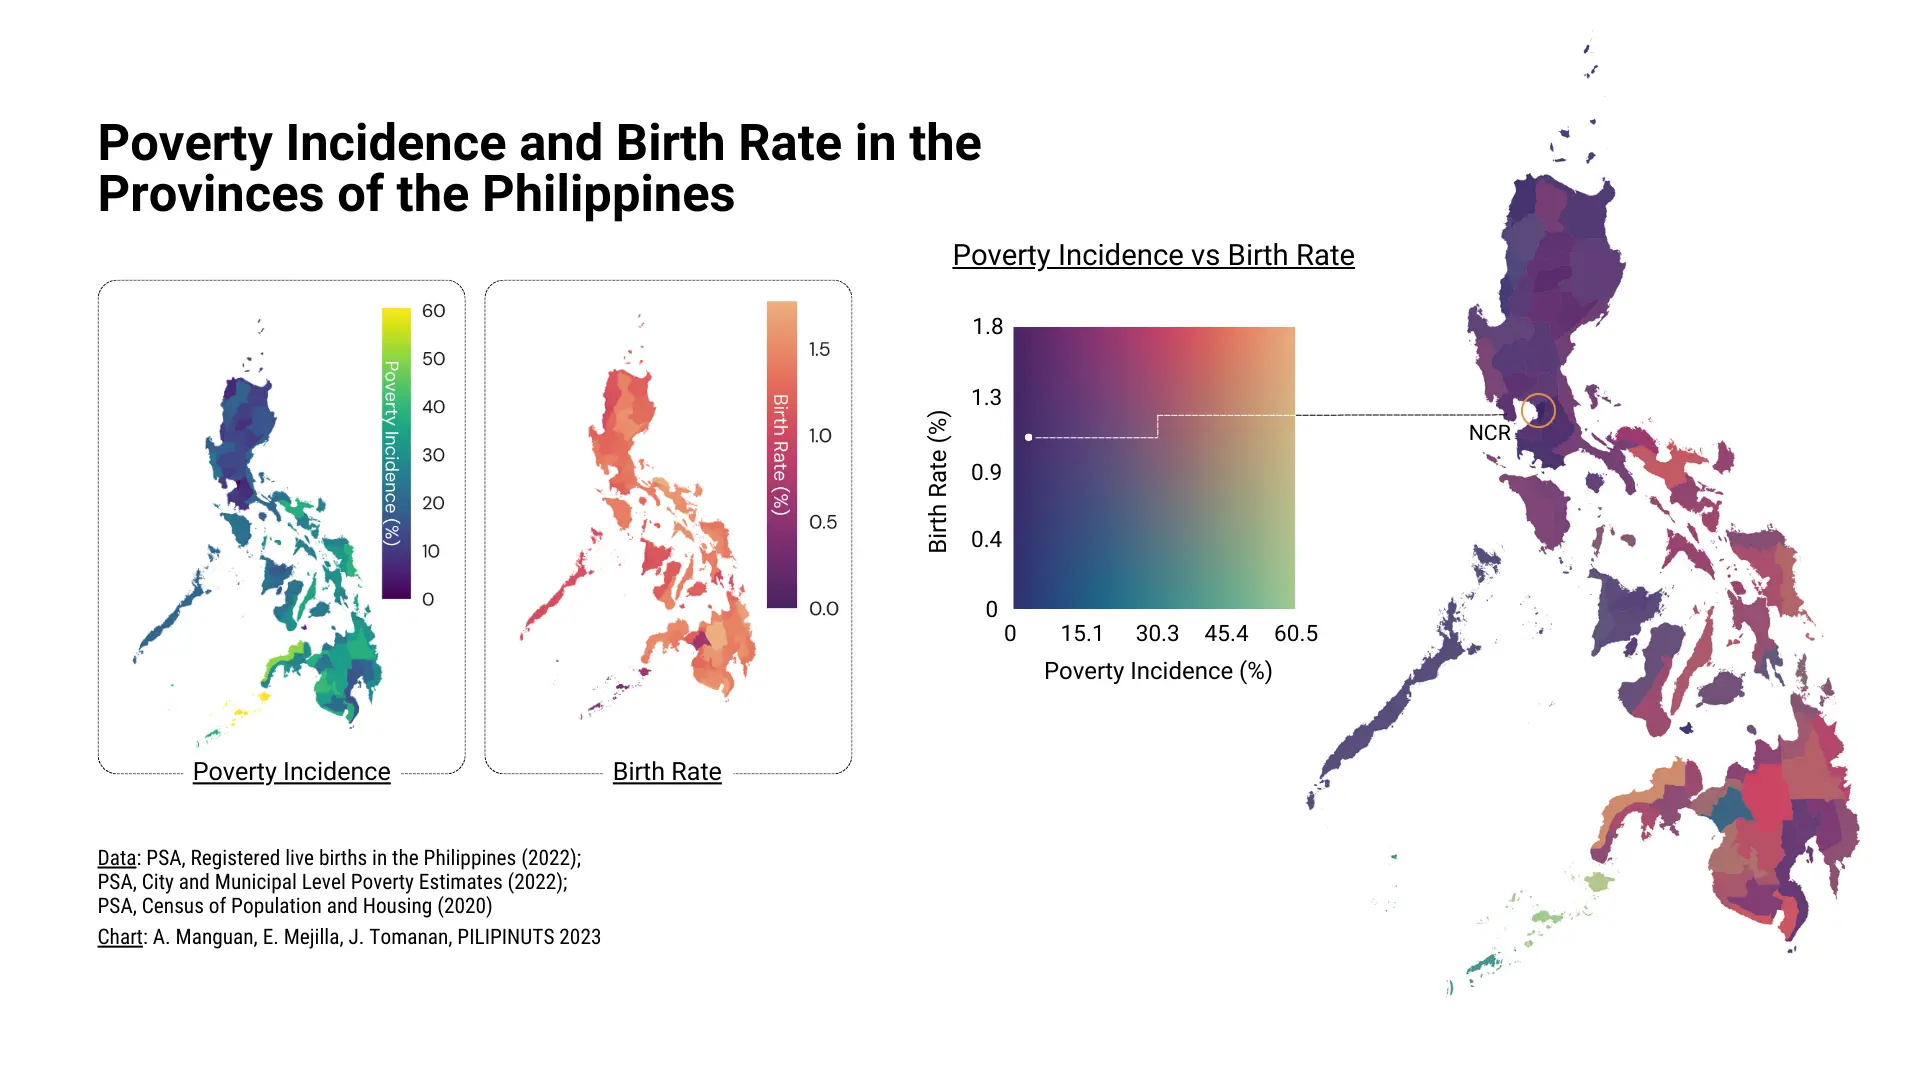 Poverty Incidence and Birth Rate in the
Provinces of the Philippines
60
50
40
30
20
10
0
Poverty Incidence (%)
Poverty Incidence
1.5
1.0
0.5
0.0
Birth Rate (%)
Birth Rate
Poverty Incidence vs Birth Rate
1.8
1.3
0.9
0.4
0
Birth Rate (%)
0 15.1 30.3 45.4 60.5
Poverty Incidence (%)
NCR
Data: PSA, Registered live births in the Philippines (2022);
PSA, City and Municipal Level Poverty Estimates (2022);
PSA, Census of Population and Housing (2020)
Chart: A. Manguan, E. Mejilla, J. Tomanan, PILIPINUTS 2023